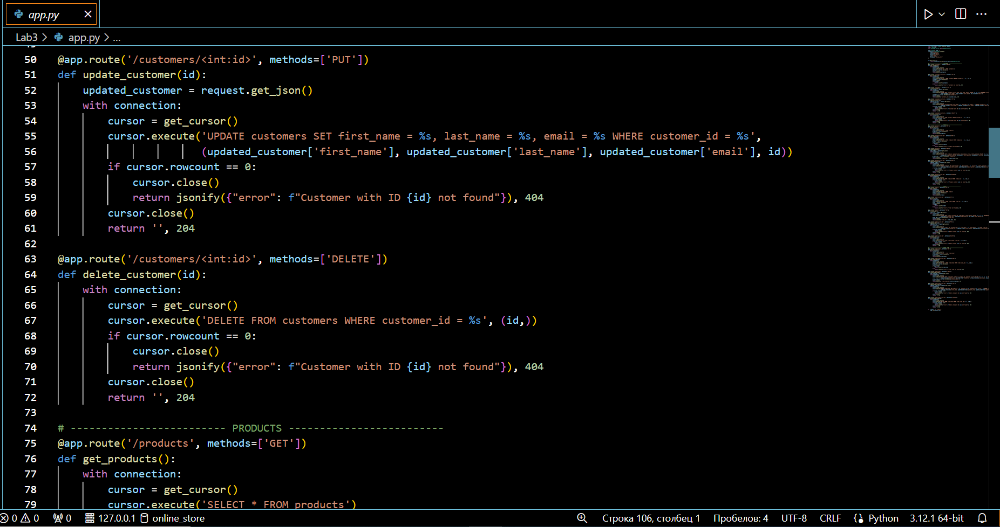 app.py
Lab3 > app.py > ...
50 @app.route('/customers/<int:id>', methods=['PUT'])
51 def update_customer(id):
52     updated_customer = request.get_json()
53     with connection:
54         cursor = get_cursor()
55         cursor.execute('UPDATE customers SET first_name = %s, last_name = %s, email = %s WHERE customer_id = %s',
56                        (updated_customer['first_name'], updated_customer['last_name'], updated_customer['email'], id))
57         if cursor.rowcount == 0:
58             cursor.close()
59             return jsonify({"error": f"Customer with ID {id} not found"}), 404
60         cursor.close()
61         return '', 204
62
63 @app.route('/customers/<int:id>', methods=['DELETE'])
64 def delete_customer(id):
65     with connection:
66         cursor = get_cursor()
67         cursor.execute('DELETE FROM customers WHERE customer_id = %s', (id,))
68         if cursor.rowcount == 0:
69             cursor.close()
70             return jsonify({"error": f"Customer with ID {id} not found"}), 404
71         cursor.close()
72         return '', 204
73
74 # ------------------------- PRODUCTS -------------------------
75 @app.route('/products', methods=['GET'])
76 def get_products():
77     with connection:
78         cursor = get_cursor()
79         cursor.execute('SELECT * FROM products')
0 0 0 127.0.0.1 online_store Строка 106, столбец 1 Пробелов: 4 UTF-8 CRLF Python 3.12.1 64-bit